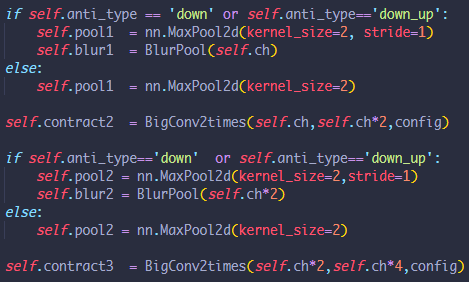 if self.anti_type == 'down' or self.anti_type=='down_up':
    self.pool1  = nn.MaxPool2d(kernel_size=2, stride=1)
    self.blur1  = BlurPool(self.ch)
else:
    self.pool1  = nn.MaxPool2d(kernel_size=2)

self.contract2  = BigConv2times(self.ch,self.ch*2,config)

if self.anti_type=='down'  or self.anti_type=='down_up':
    self.pool2 = nn.MaxPool2d(kernel_size=2,stride=1)
    self.blur2 = BlurPool(self.ch*2)
else:
    self.pool2 = nn.MaxPool2d(kernel_size=2)

self.contract3  = BigConv2times(self.ch*2,self.ch*4,config)